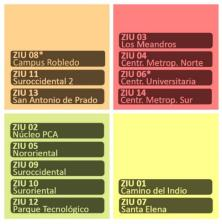 ZIU 08*
Campus Robledo
ZIU 11
Suroccidental 2
ZIU 13
San Antonio de Prado
ZIU 03
Los Meandros
ZIU 04
Centr. Metrop. Norte
ZIU 06*
Centr. Universitaria
ZIU 14
Centr. Metrop. Sur
ZIU 02
Núcleo PCA
ZIU 05
Nororiental
ZIU 09
Suroccidental
ZIU 10
Suroriental
ZIU 12
Parque Tecnológico
ZIU 01
Camino del Indio
ZIU 07
Santa Elena